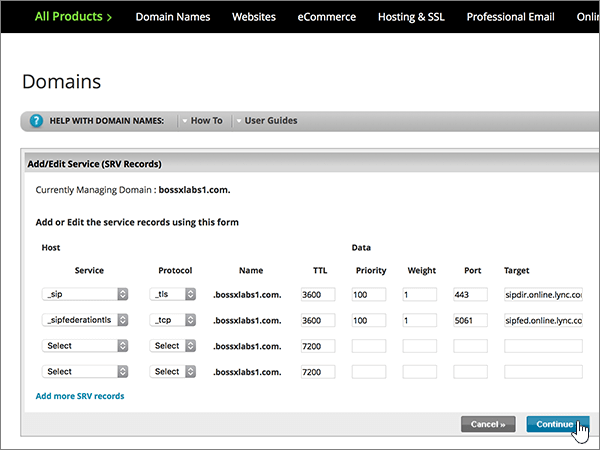 All Products > Domain Names Websites eCommerce Hosting & SSL Professional Email
Domains
? HELP WITH DOMAIN NAMES: How To User Guides
Add/Edit Service (SRV Records)
Currently Managing Domain : bossxlabs1.com.
Add or Edit the service records using this form
Host Data
Service Protocol Name TTL Priority Weight Port Target
_sip _tls .bossxlabs1.com. 3600 100 1 443 sipdir.online.lync.co
_sipfederationtls _tcp .bossxlabs1.com. 3600 100 1 5061 sipfed.online.lync.co
Select Select .bossxlabs1.com. 7200
Select Select .bossxlabs1.com. 7200
Add more SRV records
Cancel » Continue